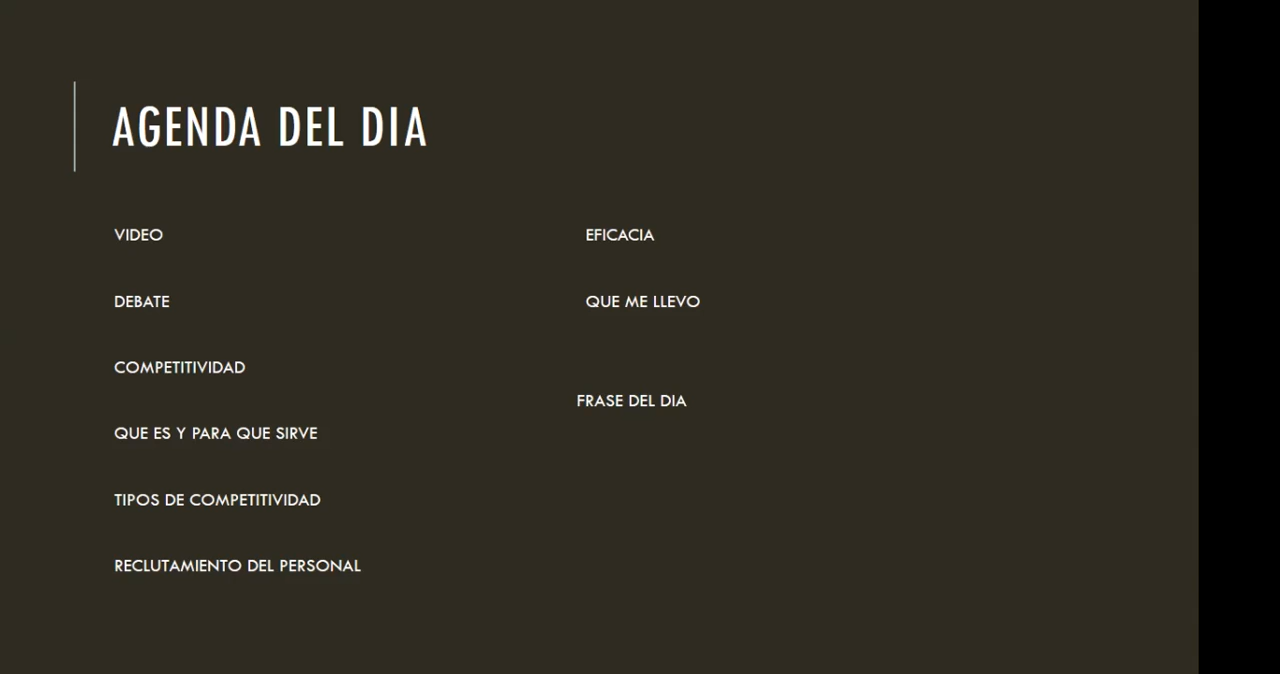 AGENDA DEL DIA
VIDEO
DEBATE
COMPETITIVIDAD
QUE ES Y PARA QUE SIRVE
TIPOS DE COMPETITIVIDAD
RECLUTAMIENTO DEL PERSONAL
EFICACIA
QUE ME LLEVO
FRASE DEL DIA